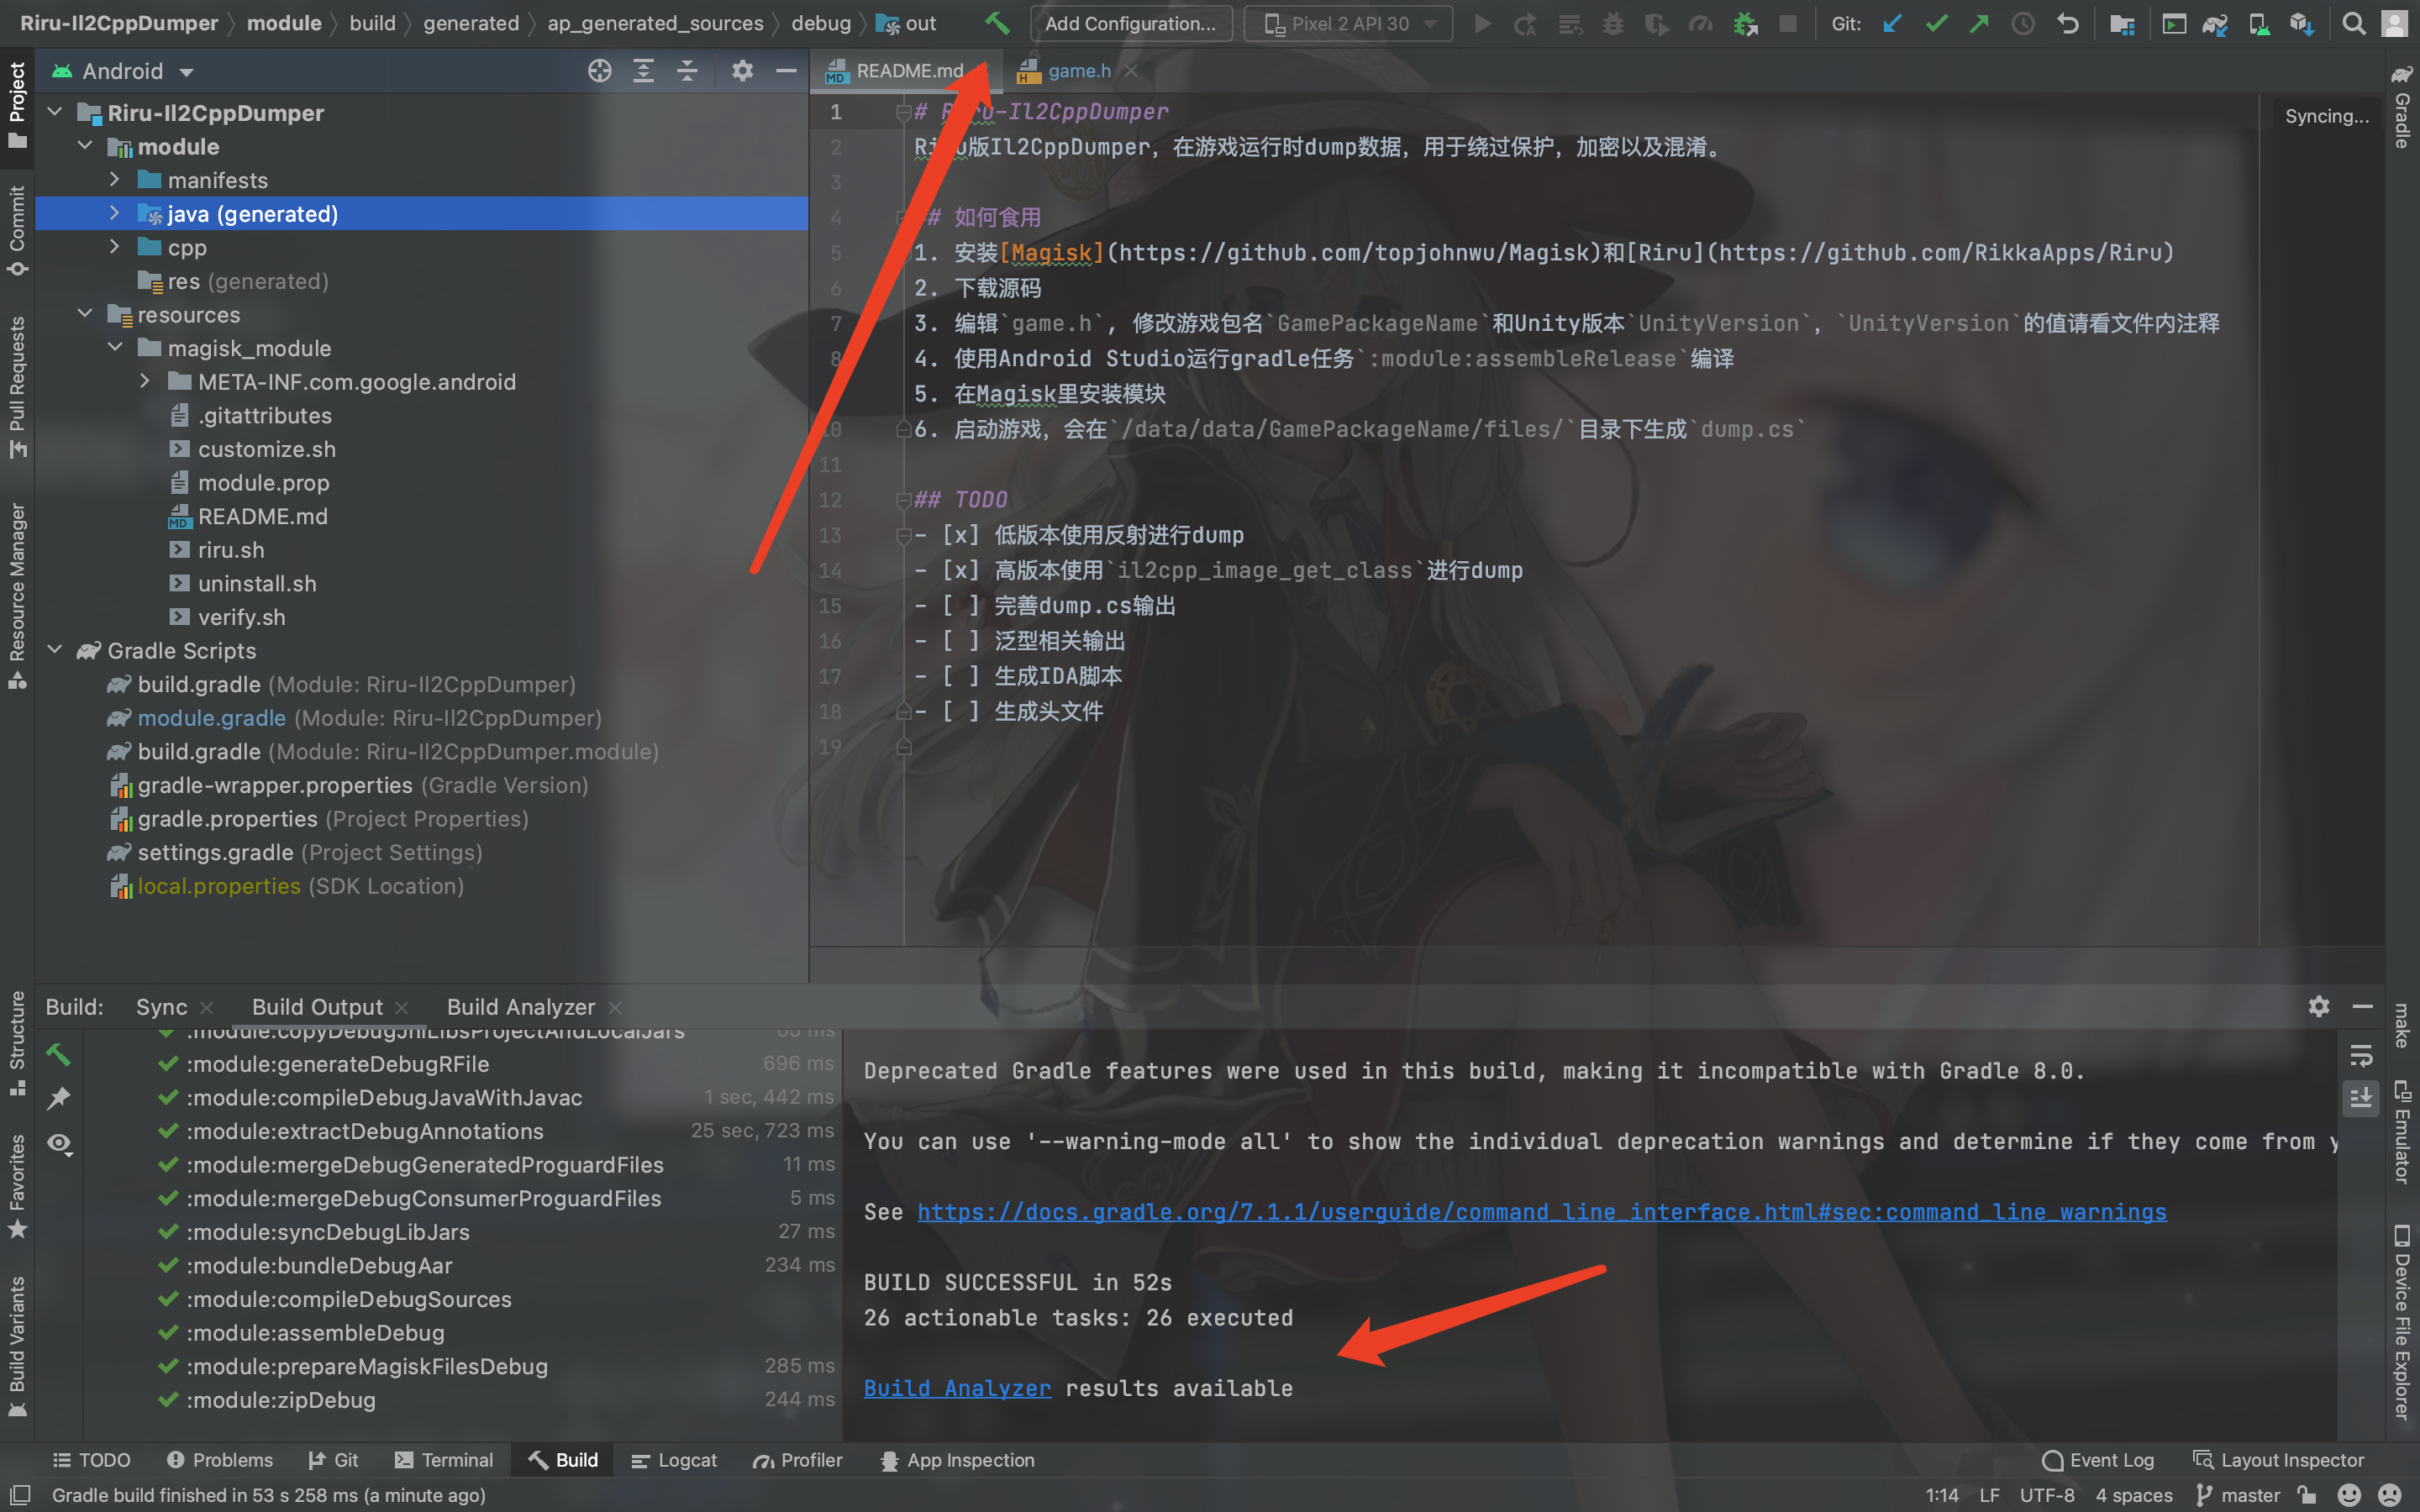 Riru-Il2CppDumper module build generated ap_generated_sources debug out Add Configuration... Pixel 2 API 30 Git:
Project
Commit
Pull Requests
Resource Manager
Structure
Favorites
Build Variants
Android
Riru-Il2CppDumper
module
manifests
java (generated)
cpp
res (generated)
resources
magisk_module
META-INF.com.google.android
.gitattributes
customize.sh
module.prop
README.md
riru.sh
uninstall.sh
verify.sh
Gradle Scripts
build.gradle (Module: Riru-Il2CppDumper)
module.gradle (Module: Riru-Il2CppDumper)
build.gradle (Module: Riru-Il2CppDumper.module)
gradle-wrapper.properties (Gradle Version)
gradle.properties (Project Properties)
settings.gradle (Project Settings)
local.properties (SDK Location)
README.md game.h
Syncing...
1 # Riru-Il2CppDumper
2 Riru版Il2CppDumper，在游戏运行时dump数据，用于绕过保护，加密以及混淆。
3
4 ## 如何食用
5 1. 安装[Magisk](https://github.com/topjohnwu/Magisk)和[Riru](https://github.com/RikkaApps/Riru)
6 2. 下载源码
7 3. 编辑`game.h`, 修改游戏包名`GamePackageName`和Unity版本`UnityVersion`，`UnityVersion`的值请看文件内注释
8 4. 使用Android Studio运行gradle任务`:module:assembleRelease`编译
5. 在Magisk里安装模块
10 6. 启动游戏，会在`/data/data/GamePackageName/files/`目录下生成`dump.cs`
11
12 ## TODO
13 - [x] 低版本使用反射进行dump
14 - [x] 高版本使用`il2cpp_image_get_class`进行dump
15 - [ ] 完善dump.cs输出
16 - [ ] 泛型相关输出
17 - [ ] 生成IDA脚本
18 - [ ] 生成头文件
19
Gradle
make
Emulator
Device File Explorer
Build: Sync Build Output Build Analyzer
:module:copyDebugJniLibsProjectAndLocalJars 65 ms
:module:generateDebugRFile 696 ms
:module:compileDebugJavaWithJavac 1 sec, 442 ms
:module:extractDebugAnnotations 25 sec, 723 ms
:module:mergeDebugGeneratedProguardFiles 11 ms
:module:mergeDebugConsumerProguardFiles 5 ms
:module:syncDebugLibJars 27 ms
:module:bundleDebugAar 234 ms
:module:compileDebugSources
:module:assembleDebug
:module:prepareMagiskFilesDebug 285 ms
:module:zipDebug 244 ms
Deprecated Gradle features were used in this build, making it incompatible with Gradle 8.0.
You can use '--warning-mode all' to show the individual deprecation warnings and determine if they come from y
See https://docs.gradle.org/7.1.1/userguide/command_line_interface.html#sec:command_line_warnings
BUILD SUCCESSFUL in 52s
26 actionable tasks: 26 executed
Build Analyzer results available
TODO Problems Git Terminal Build Logcat Profiler App Inspection Event Log Layout Inspector
Gradle build finished in 53 s 258 ms (a minute ago) 1:14 LF UTF-8 4 spaces master